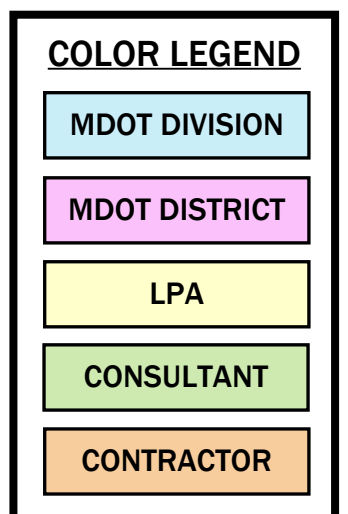 COLOR LEGEND
MDOT DIVISION
MDOT DISTRICT
LPA
CONSULTANT
CONTRACTOR